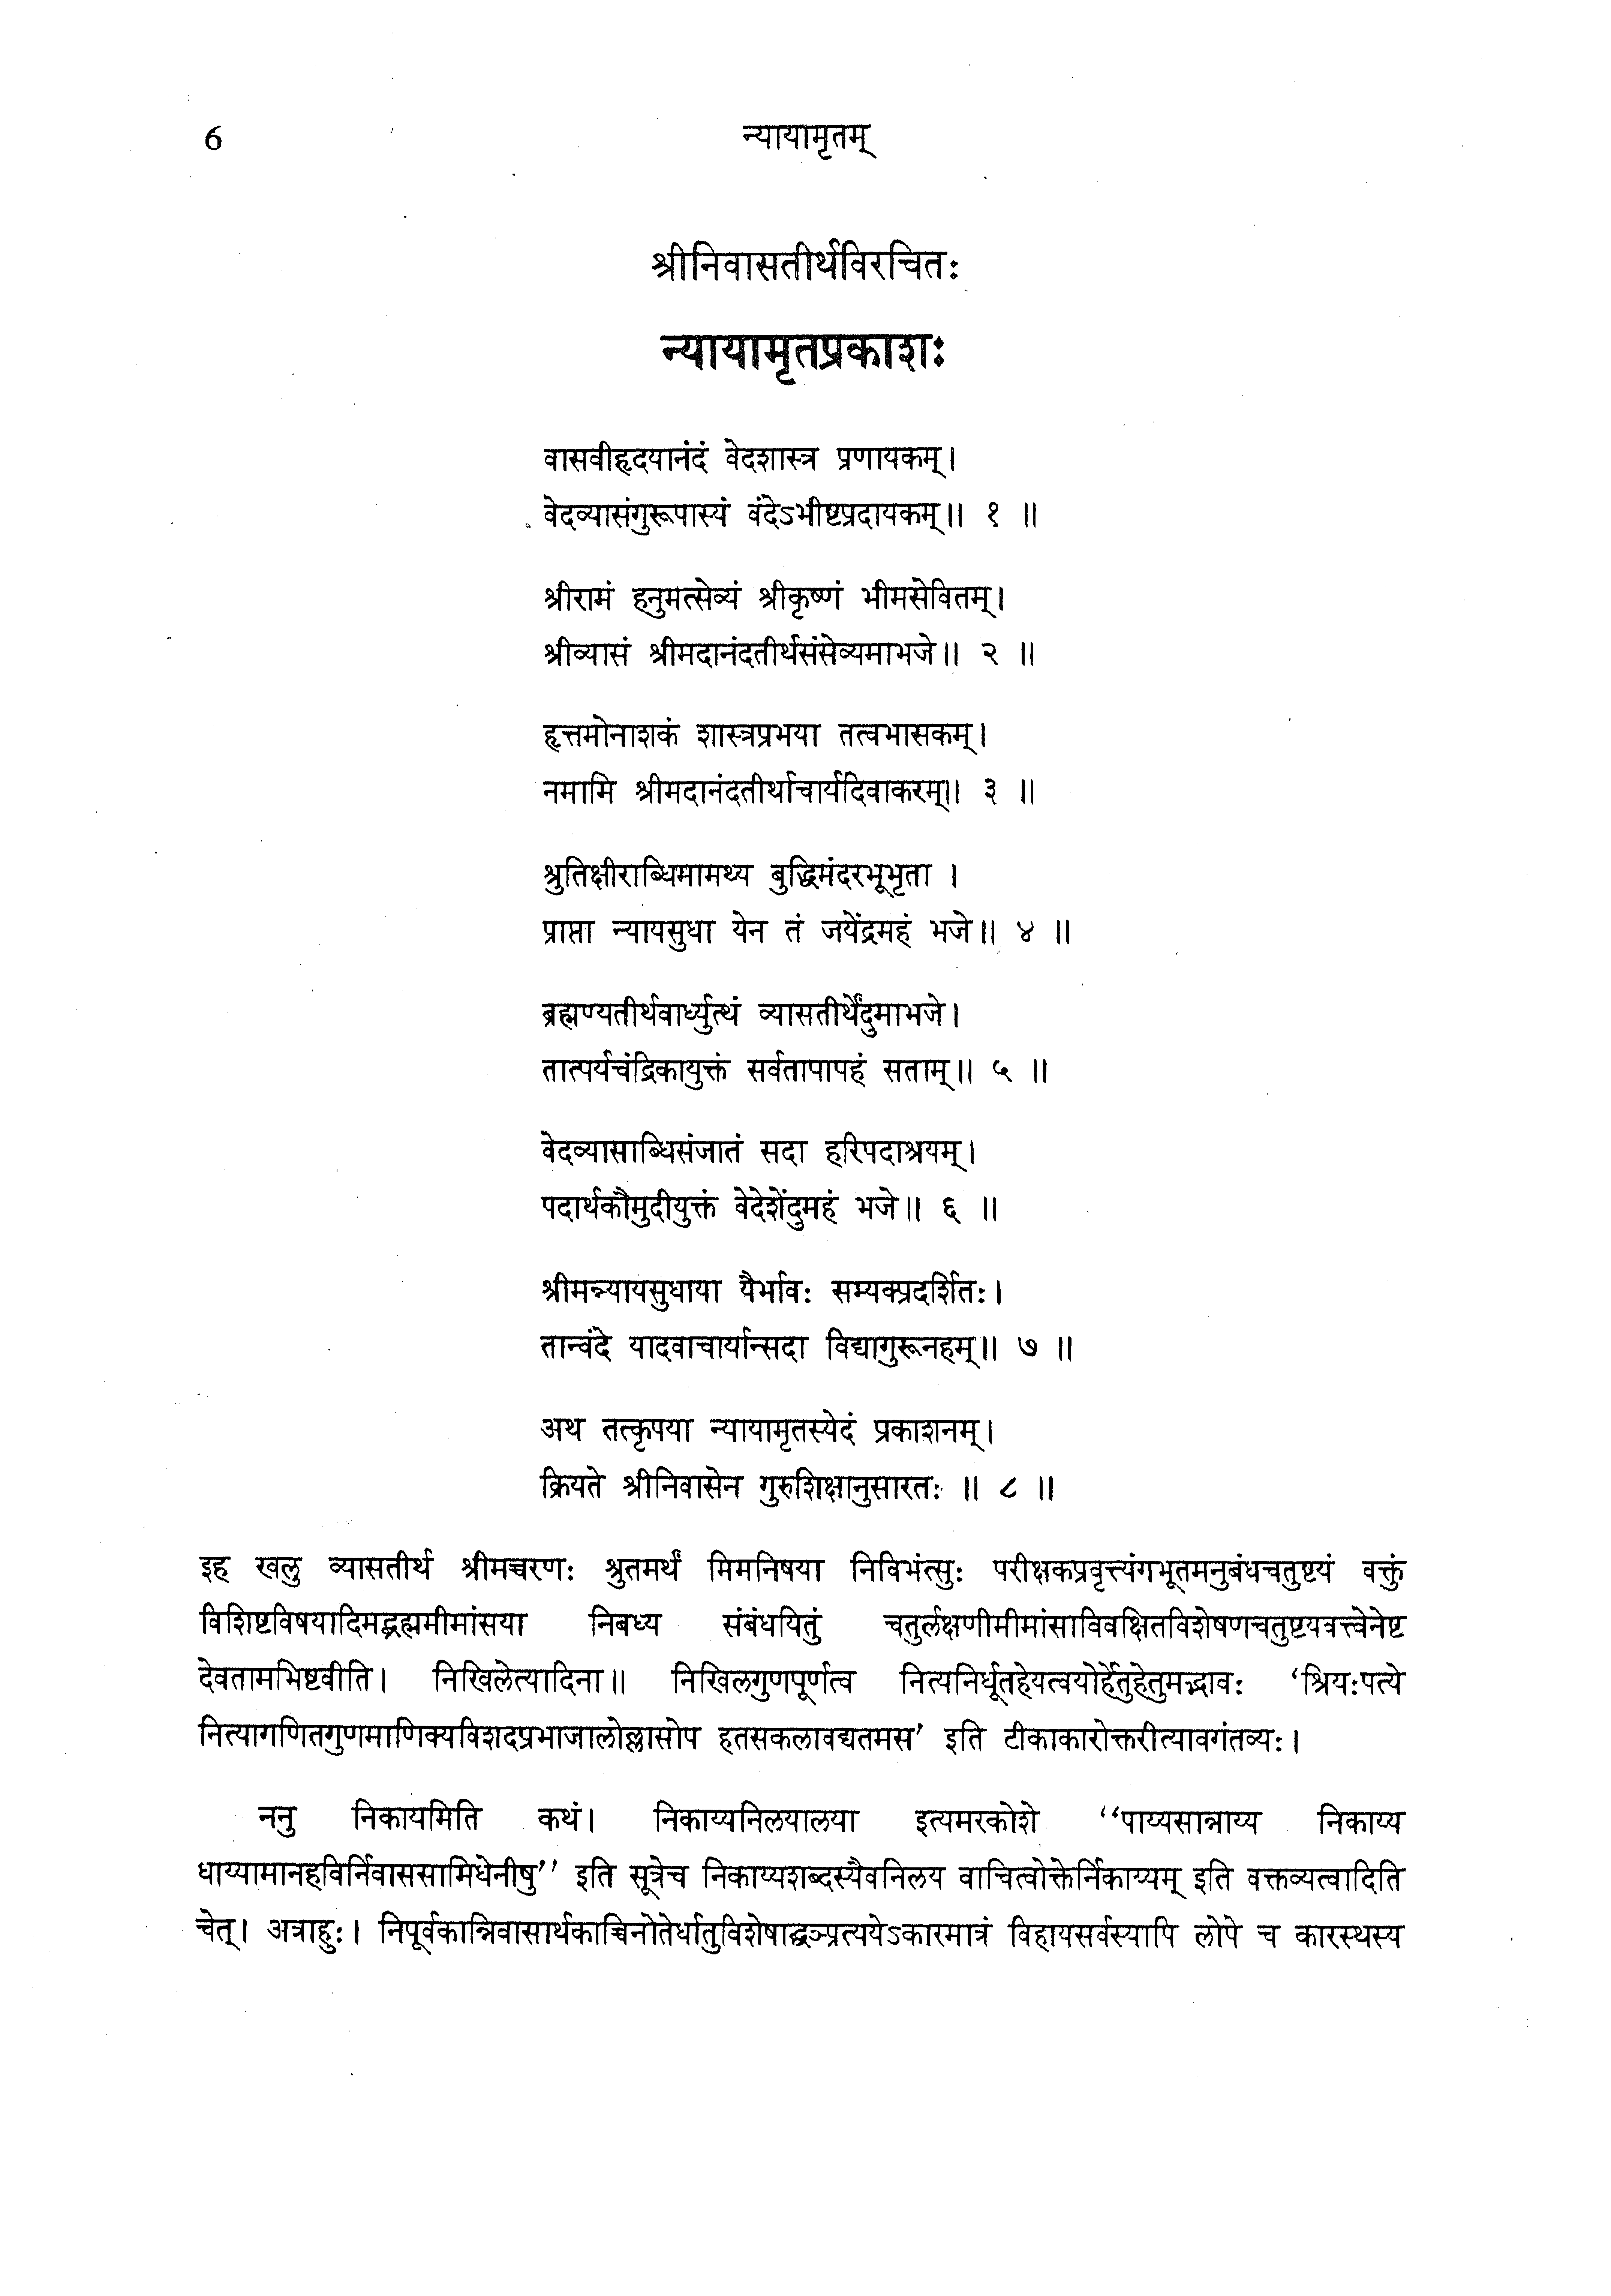 6
न्यायामृतम्
श्रीनिवासतीर्थविरचितः
न्यायामृतप्रकाशः
वासवीहृदयानंदं वेदशास्त्र प्रणायकम्।
वेदव्यासंगुरूपास्यं वंदेऽभीष्टप्रदायकम्॥ १ ॥
श्रीरामं हनुमत्सेव्यं श्रीकृष्णं भीमसेवितम्।
श्रीव्यासं श्रीमदानंदतीर्थसंसेव्यमाभजे॥ २ ॥
हृत्तमोनाशकं शास्त्रप्रभया तत्वभासकम्।
नमामि श्रीमदानंदतीर्थाचार्यदिवाकरम्॥ ३ ॥
श्रुतिक्षीराब्धिमामथ्य बुद्धिमंदरभूभृता ।
प्राप्ता न्यायसुधा येन तं जयेंद्रमहं भजे॥ ४ ॥
ब्रह्मण्यतीर्थवार्ध्युत्थं व्यासतीर्थेंदुमाभजे।
तात्पर्यचंद्रिकायुक्तं सर्वतापापहं सताम्॥ ५ ॥
वेदव्यासाब्धिसंजातं सदा हरिपदाश्रयम्।
पदार्थकौमुदीयुक्तं वेदेशेंदुमहं भजे॥ ६ ॥
श्रीमन्न्यायसुधाया यैर्भावः सम्यक्प्रदर्शितः।
तान्वंदे यादवाचार्यान्सदा विद्यागुरूनहम्॥ ७ ॥
अथ तत्कृपया न्यायामृतस्येदं प्रकाशनम्।
क्रियते श्रीनिवासेन गुरुशिक्षानुसारतः ॥ ८ ॥
इह खलु व्यासतीर्थ श्रीमच्चरणः श्रुतमर्थं मिमनिषया निविभंत्सुः परीक्षकप्रवृत्त्यंगभूतमनुबंधचतुष्टयं वक्तुं
विशिष्टविषयादिमद्ब्रह्ममीमांसया निबध्य संबंधयितुं चतुर्लक्षणीमीमांसाविवक्षितविशेषणचतुष्टयवत्त्वेनेष्ट
देवतामभिष्टवीति। निखिलेत्यादिना॥ निखिलगुणपूर्णत्व नित्यनिर्धूतहेयत्वयोर्हेतुहेतुमद्भावः ‘श्रियःपत्ये
नित्यागणितगुणमाणिक्यविशदप्रभाजालोल्लासोप हतसकलावद्यतमस’ इति टीकाकारोक्तरीत्यावगंतव्यः।
ननु निकायमिति कथं। निकाय्यनिलयालया इत्यमरकोशे ‘‘पाय्यसान्नाय्य निकाय्य
धाय्यामानहविर्निवाससामिधेनीषु’’ इति सूत्रेच निकाय्यशब्दस्यैवनिलय वाचित्वोक्तेर्निकाय्यम् इति वक्तव्यत्वादिति
चेत्। अत्राहुः। निपूर्वकान्निवासार्थकाच्चिनोतेर्धातुविशेषाद्घञ्प्रत्ययेऽकारमात्रं विहायसर्वस्यापि लोपे च कारस्थस्य